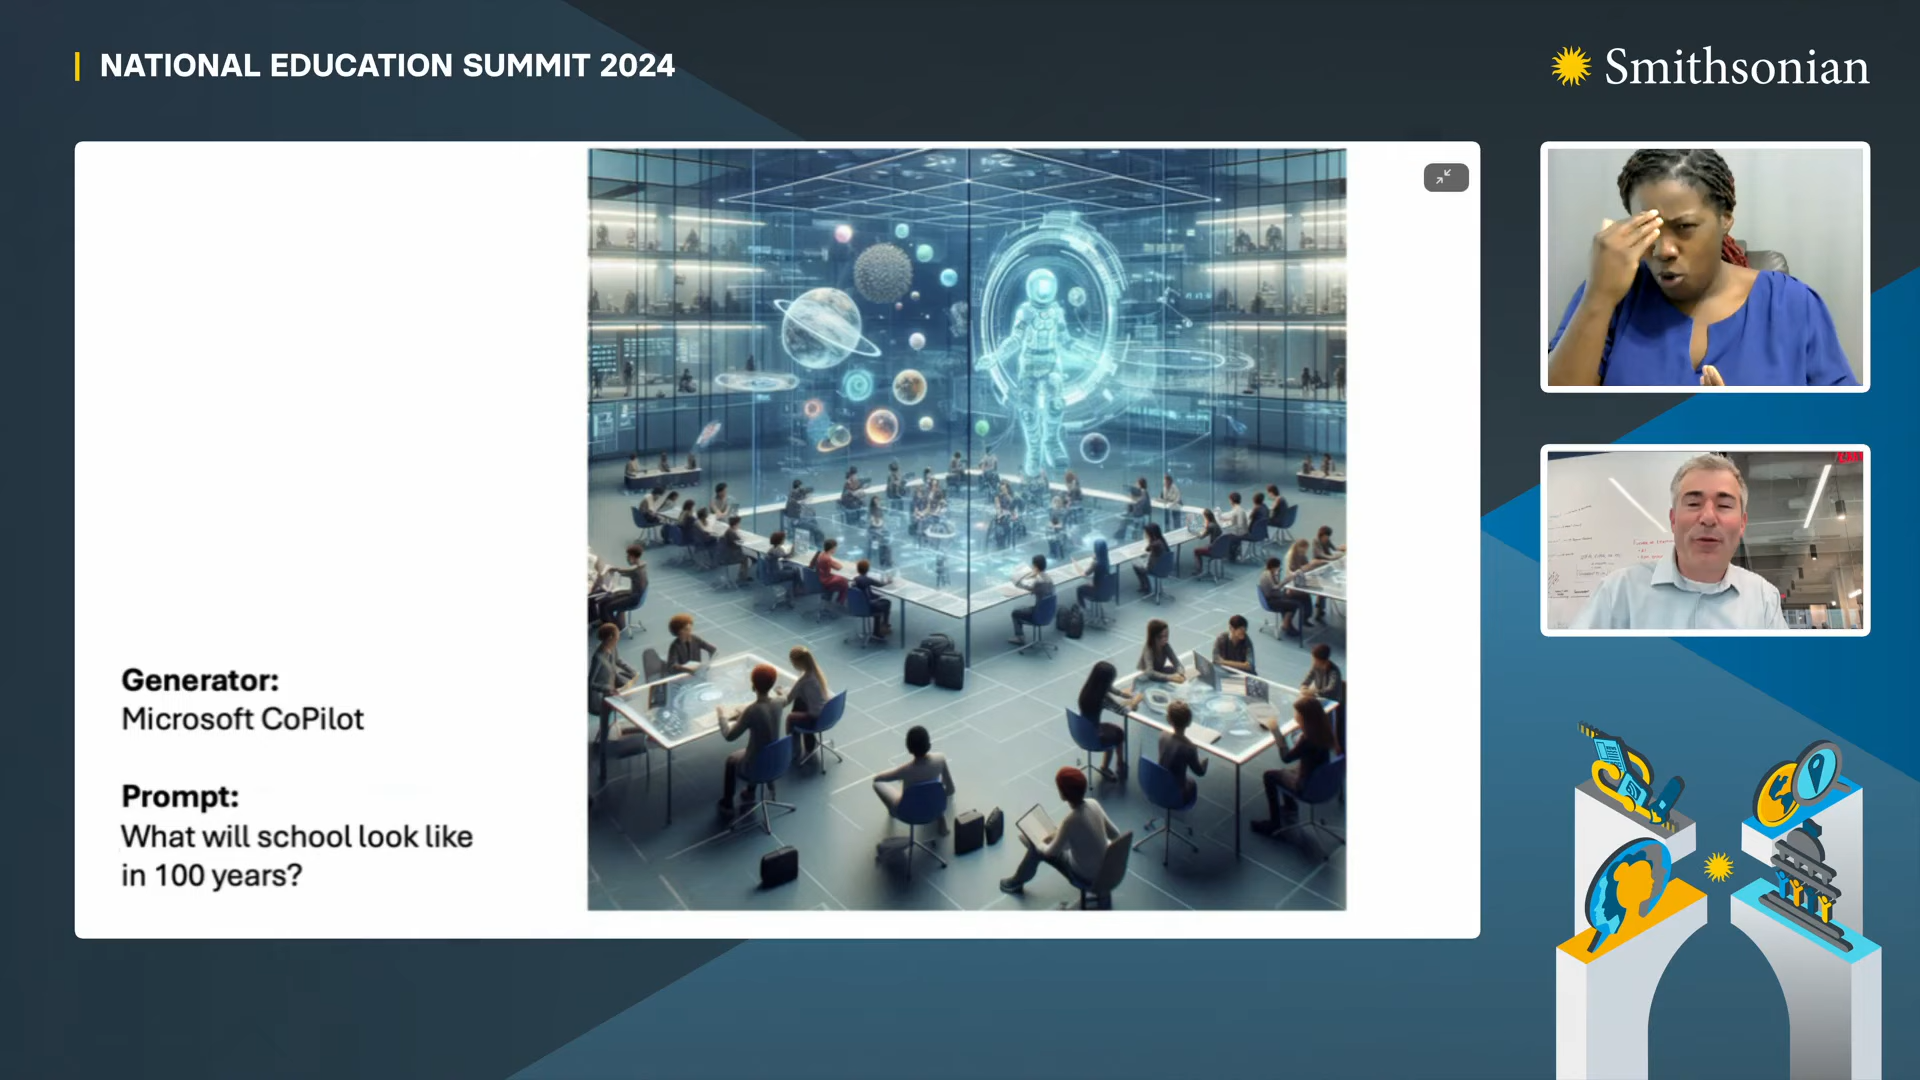 NATIONAL EDUCATION SUMMIT 2024
Smithsonian
Generator:
Microsoft CoPilot
Prompt:
What will school look like
in 100 years?